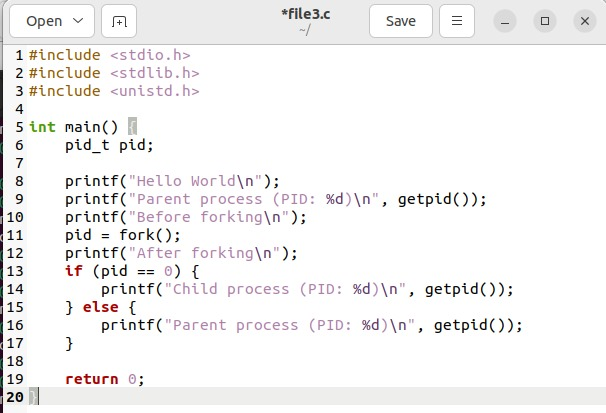 Open
*file3.c
~/
Save
1 #include <stdio.h>
2 #include <stdlib.h>
3 #include <unistd.h>
4
5 int main() {
6     pid_t pid;
7
8     printf("Hello World\n");
9     printf("Parent process (PID: %d)\n", getpid());
10     printf("Before forking\n");
11     pid = fork();
12     printf("After forking\n");
13     if (pid == 0) {
14         printf("Child process (PID: %d)\n", getpid());
15     } else {
16         printf("Parent process (PID: %d)\n", getpid());
17     }
18
19     return 0;
20 }